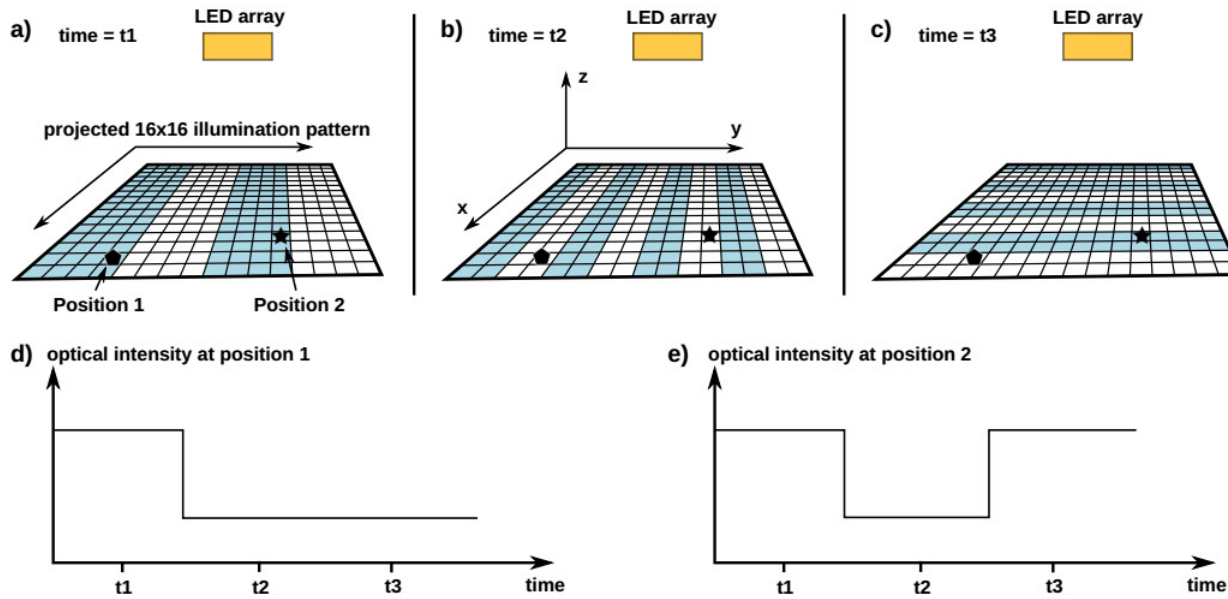 a)
time = t1
LED array
projected 16x16 illumination pattern
Position 1
Position 2
b)
time = t2
LED array
z
y
x
c)
time = t3
LED array
d)
optical intensity at position 1
t1
t2
t3
time
e)
optical intensity at position 2
t1
t2
t3
time